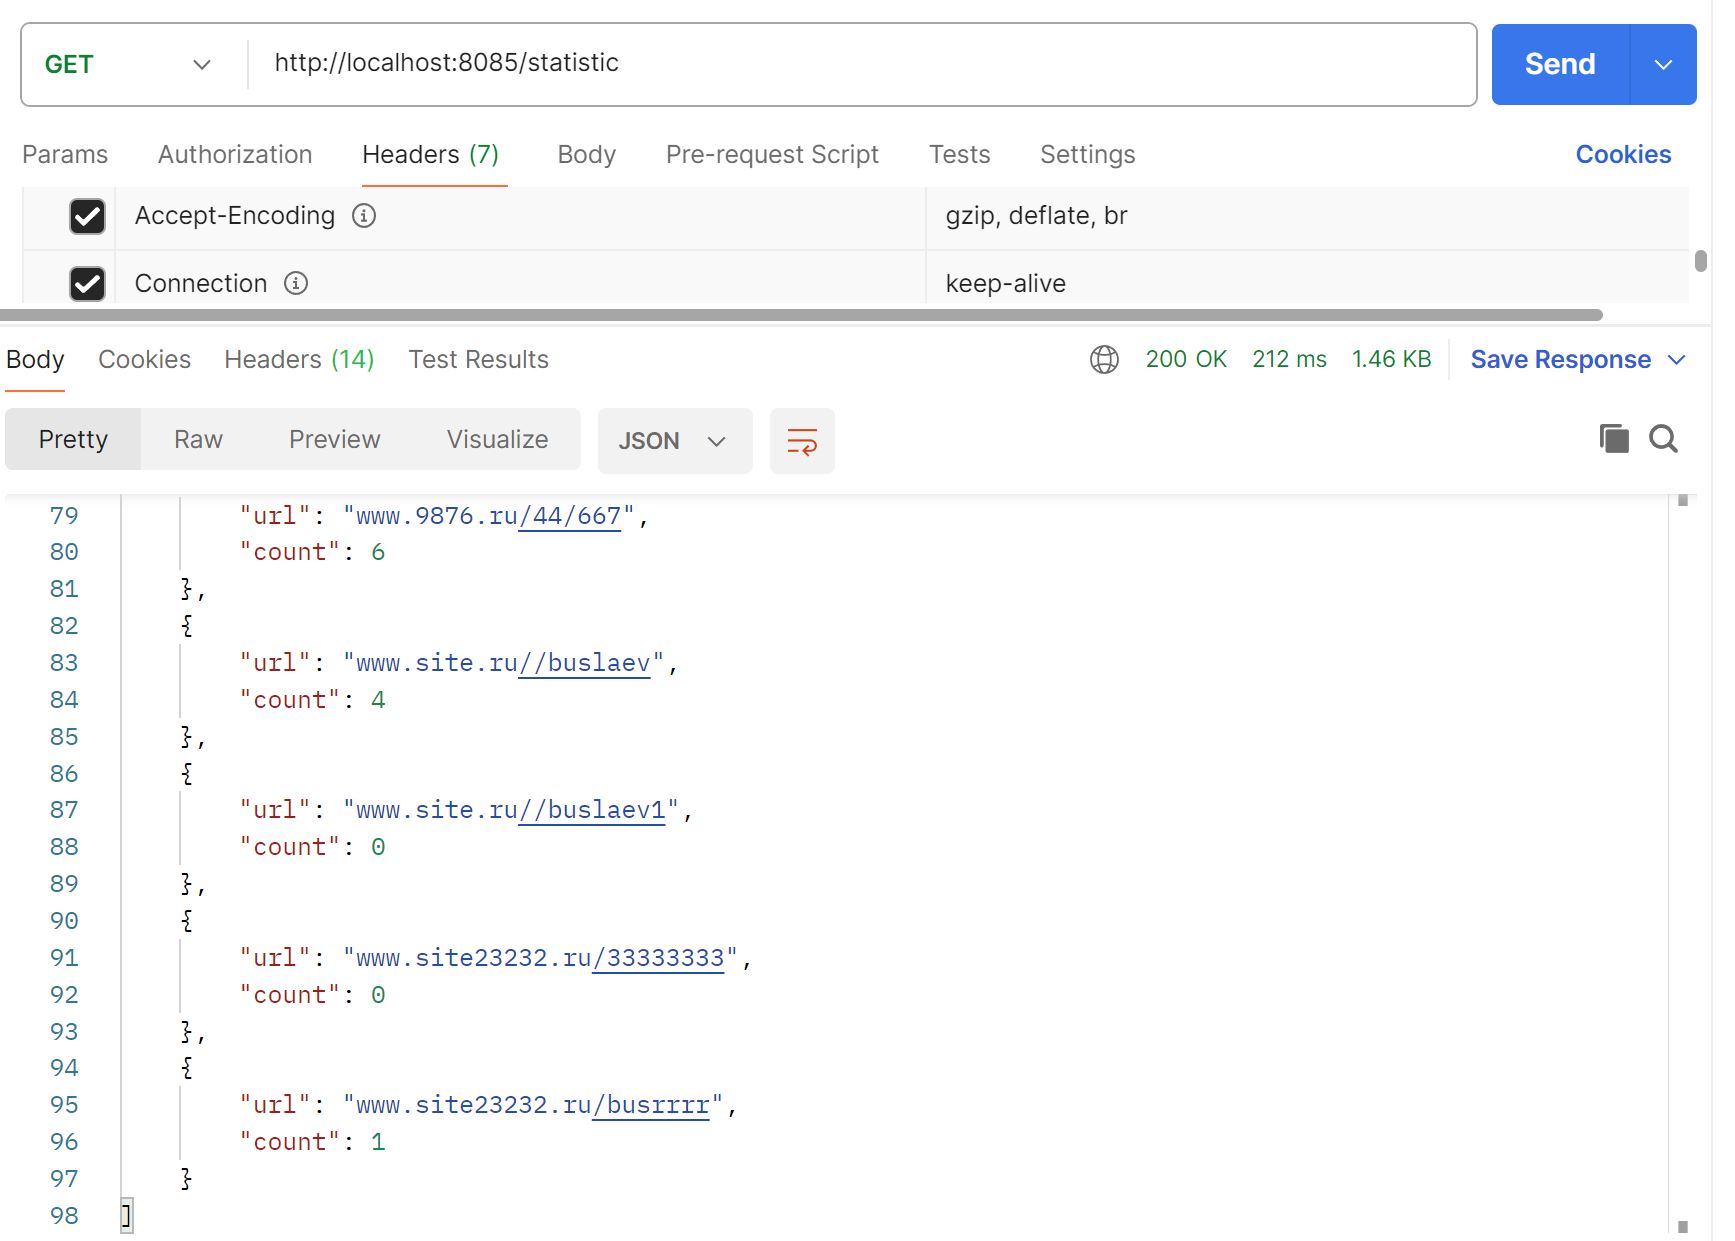 GET http://localhost:8085/statistic Send
Params Authorization Headers (7) Body Pre-request Script Tests Settings Cookies
Accept-Encoding gzip, deflate, br
Connection keep-alive
Body Cookies Headers (14) Test Results 200 OK 212 ms 1.46 KB Save Response
Pretty Raw Preview Visualize JSON
79 "url": "www.9876.ru/44/667",
80 "count": 6
81 },
82 {
83 "url": "www.site.ru//buslaev",
84 "count": 4
85 },
86 {
87 "url": "www.site.ru//buslaev1",
88 "count": 0
89 },
90 {
91 "url": "www.site23232.ru/33333333",
92 "count": 0
93 },
94 {
95 "url": "www.site23232.ru/busrrrr",
96 "count": 1
97 }
98 ]